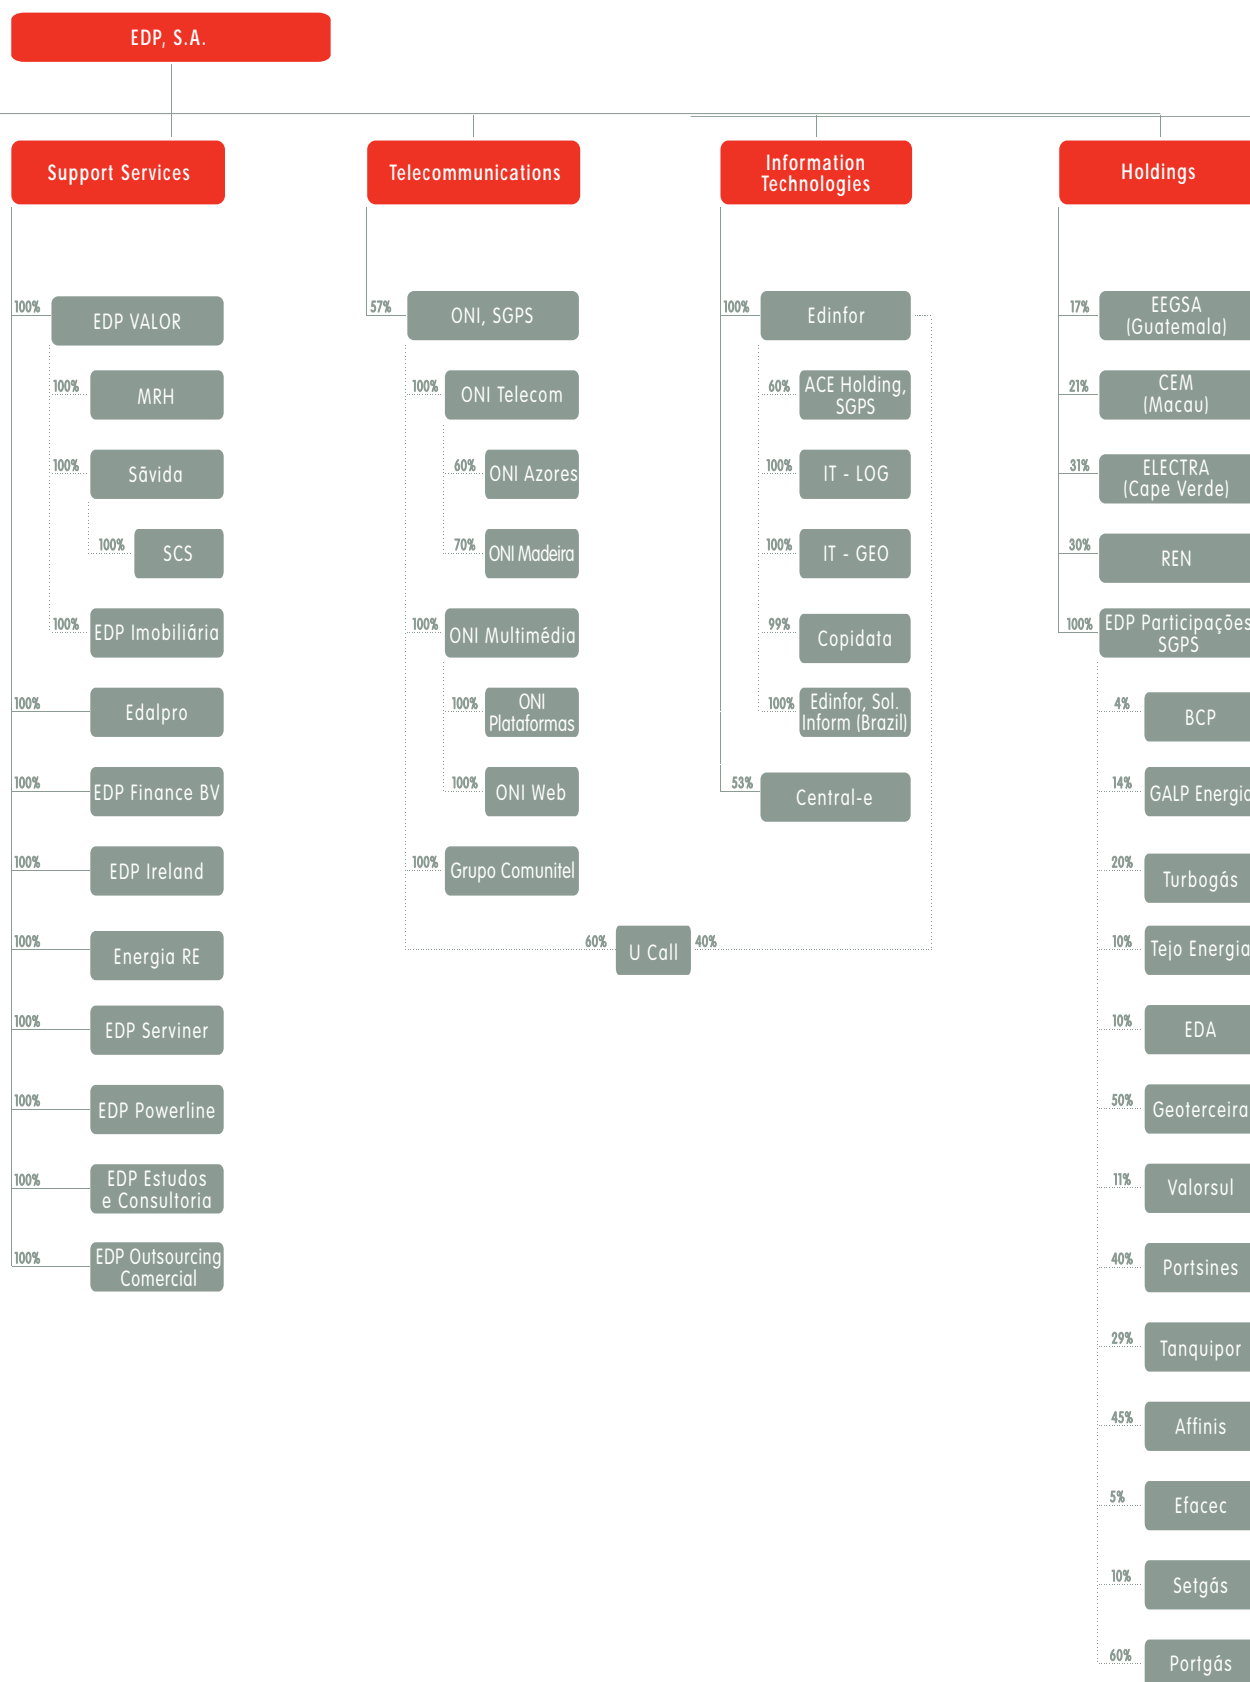 EDP, S.A.
Support Services
100%
EDP VALOR
100%
MRH
100%
Sãvida
100%
SCS
100%
EDP Imobiliária
100%
Edalpro
100%
EDP Finance BV
100%
EDP Ireland
100%
Energia RE
100%
EDP Serviner
100%
EDP Powerline
100%
EDP Estudos
e Consultoria
100%
EDP Outsourcing
Comercial
Telecommunications
57%
ONI, SGPS
100%
ONI Telecom
60%
ONI Azores
70%
ONI Madeira
100%
ONI Multimédia
100%
ONI
Plataformas
100%
ONI Web
100%
Grupo Comunitel
60%
U Call
40%
Information
Technologies
100%
Edinfor
60%
ACE Holding,
SGPS
100%
IT - LOG
100%
IT - GEO
99%
Copidata
100%
Edinfor, Sol.
Inform (Brazil)
53%
Central-e
Holdings
17%
EEGSA
(Guatemala)
21%
CEM
(Macau)
31%
ELECTRA
(Cape Verde)
30%
REN
100%
EDP Participações
SGPS
4%
BCP
14%
GALP Energia
20%
Turbogás
10%
Tejo Energia
10%
EDA
50%
Geoterceira
11%
Valorsul
40%
Portsines
29%
Tanquipor
45%
Affinis
5%
Efacec
10%
Setgás
60%
Portgás